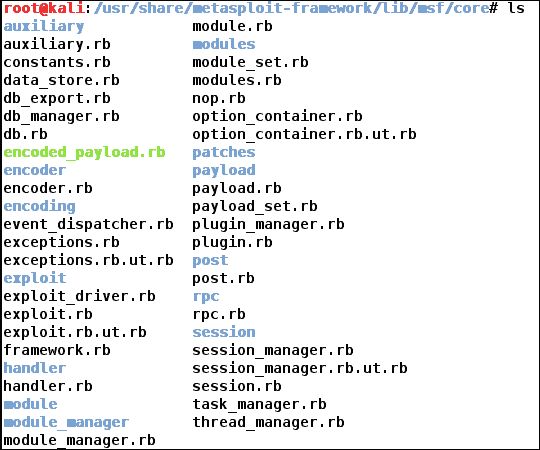 root@kali:/usr/share/metasploit-framework/lib/msf/core# ls
auxiliary module.rb
auxiliary.rb modules
constants.rb module_set.rb
data_store.rb modules.rb
db_export.rb nop.rb
db_manager.rb option_container.rb
db.rb option_container.rb.ut.rb
encoded_payload.rb patches
encoder payload
encoder.rb payload.rb
encoding payload_set.rb
event_dispatcher.rb plugin_manager.rb
exceptions.rb plugin.rb
exceptions.rb.ut.rb post
exploit post.rb
exploit_driver.rb rpc
exploit.rb rpc.rb
exploit.rb.ut.rb session
framework.rb session_manager.rb
handler session_manager.rb.ut.rb
handler.rb session.rb
module task_manager.rb
module_manager thread_manager.rb
module_manager.rb